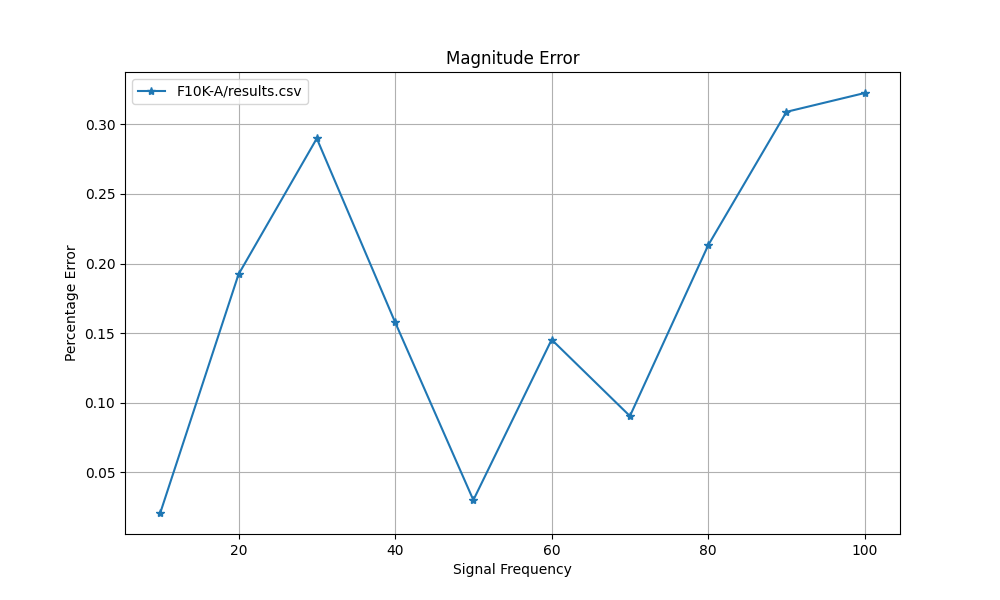 Magnitude Error
F10K-A/results.csv
Percentage Error
0.30
0.25
0.20
0.15
0.10
0.05
20 40 60 80 100
Signal Frequency